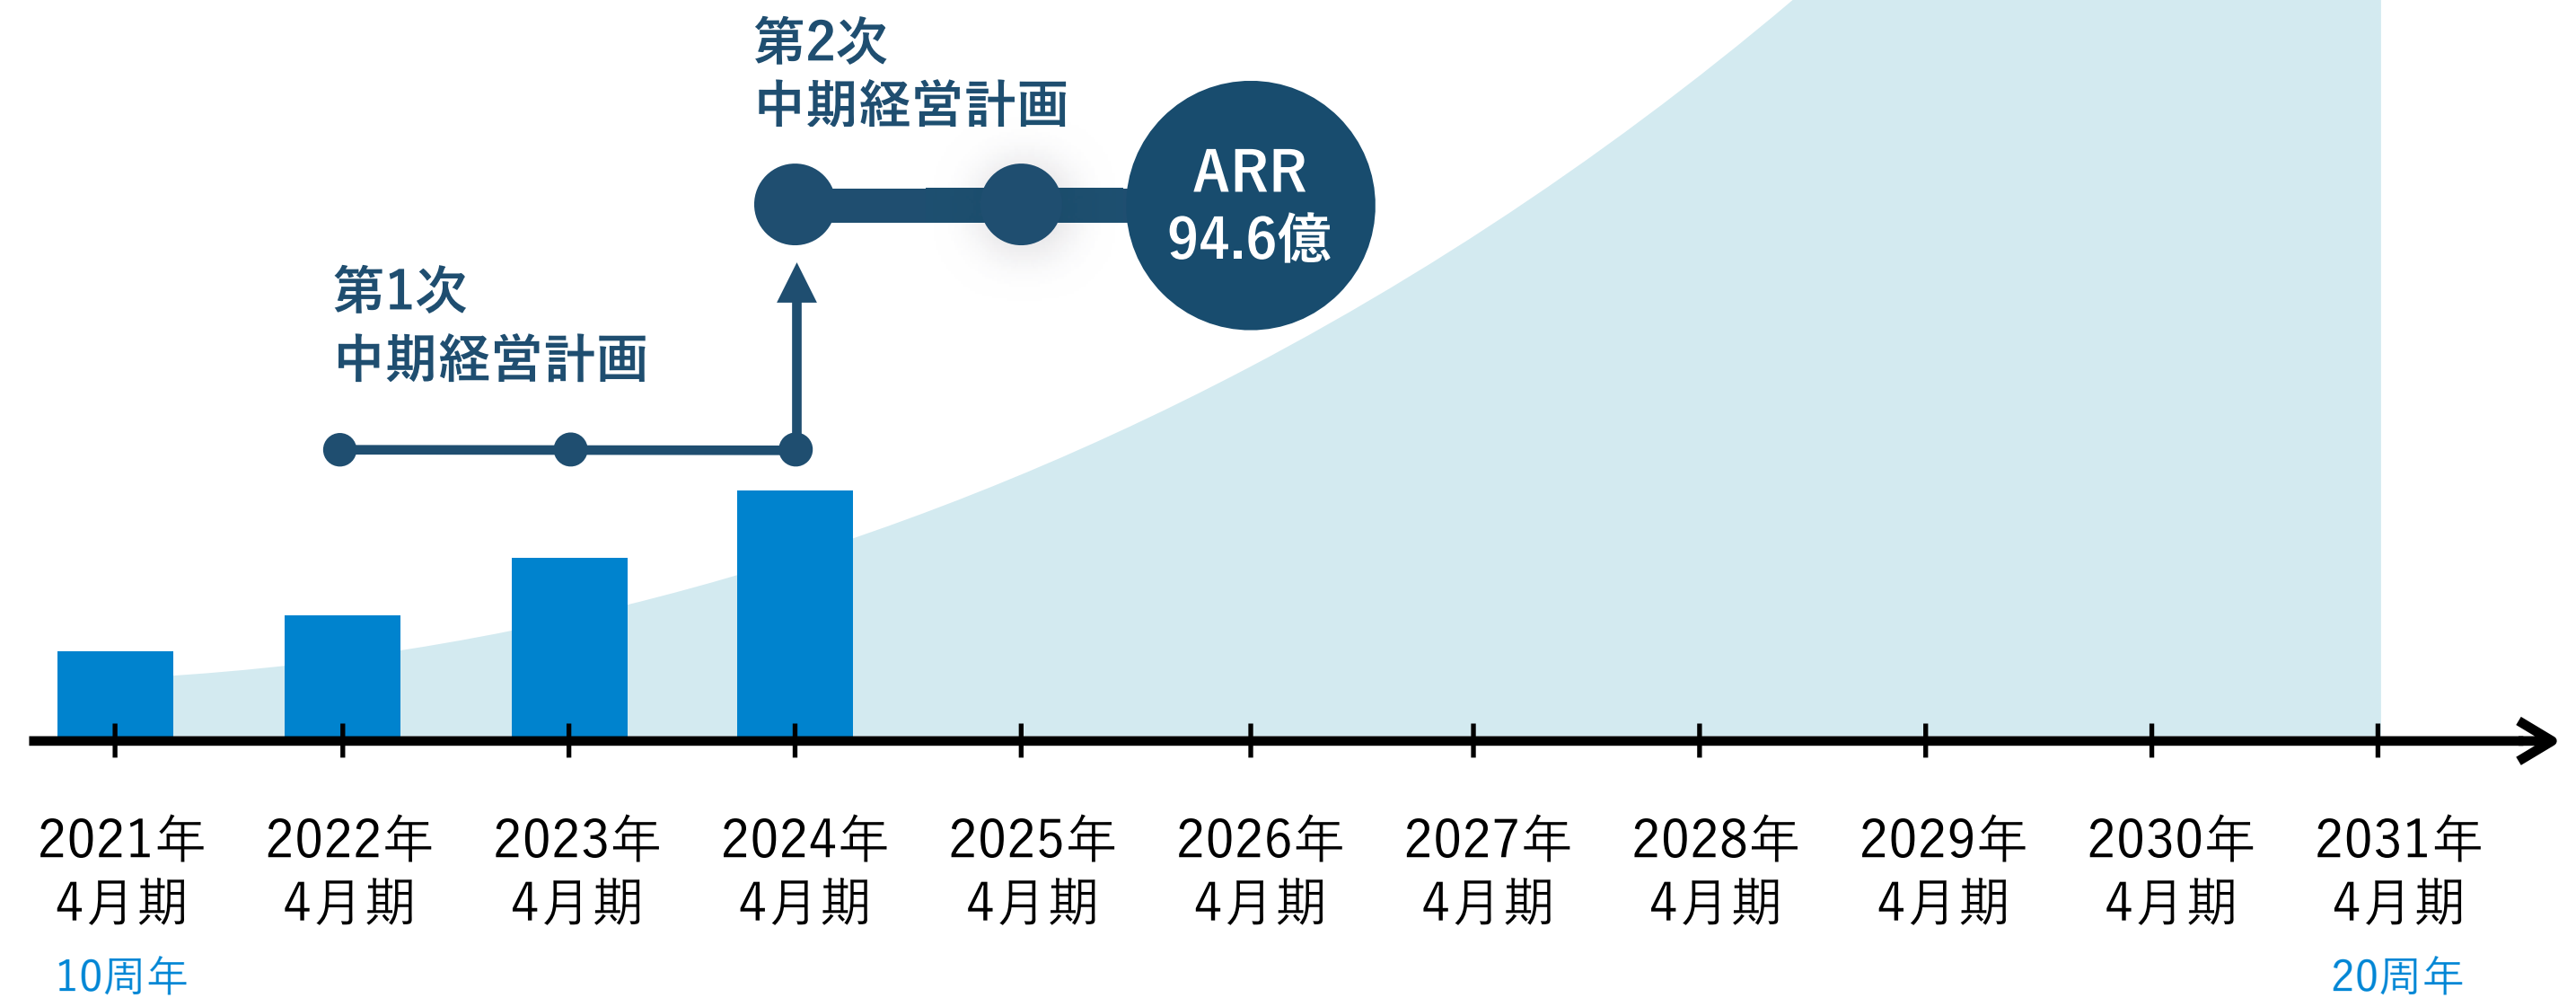 第2次
中期経営計画
ARR
94.6億
第1次
中期経営計画
2021年
4月期
10周年
2022年
4月期
2023年
4月期
2024年
4月期
2025年
4月期
2026年
4月期
2027年
4月期
2028年
4月期
2029年
4月期
2030年
4月期
2031年
4月期
20周年